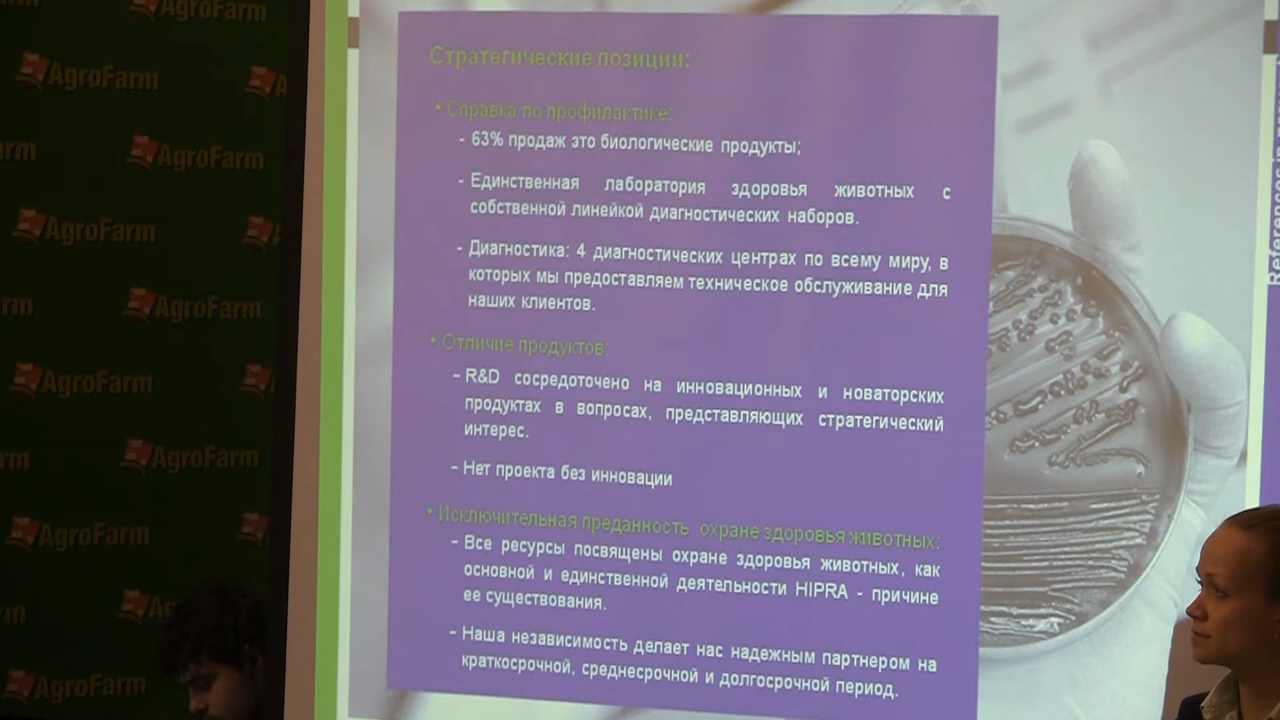 AgroFarm
AgroFarm
AgroFarm
AgroFarm
AgroFarm
AgroFarm
AgroFarm
AgroFarm
AgroFarm
AgroFarm
Стратегические позиции:
• Справка по профилактике:
- 63% продаж это биологические продукты;
- Единственная лаборатория здоровья животных с
собственной линейкой диагностических наборов.
- Диагностика: 4 диагностических центрах по всему миру, в
которых мы предоставляем техническое обслуживание для
наших клиентов.
• Отличие продуктов:
– R&D сосредоточено на инновационных и новаторских
продуктах в вопросах, представляющих стратегический
интерес.
– Нет проекта без инновации
• Исключительная преданность охране здоровья животных:
– Все ресурсы посвящены охране здоровья животных, как
основной и единственной деятельности HIPRA - причине
ее существования.
– Наша независимость делает нас надежным партнером на
краткосрочной, среднесрочной и долгосрочной период.